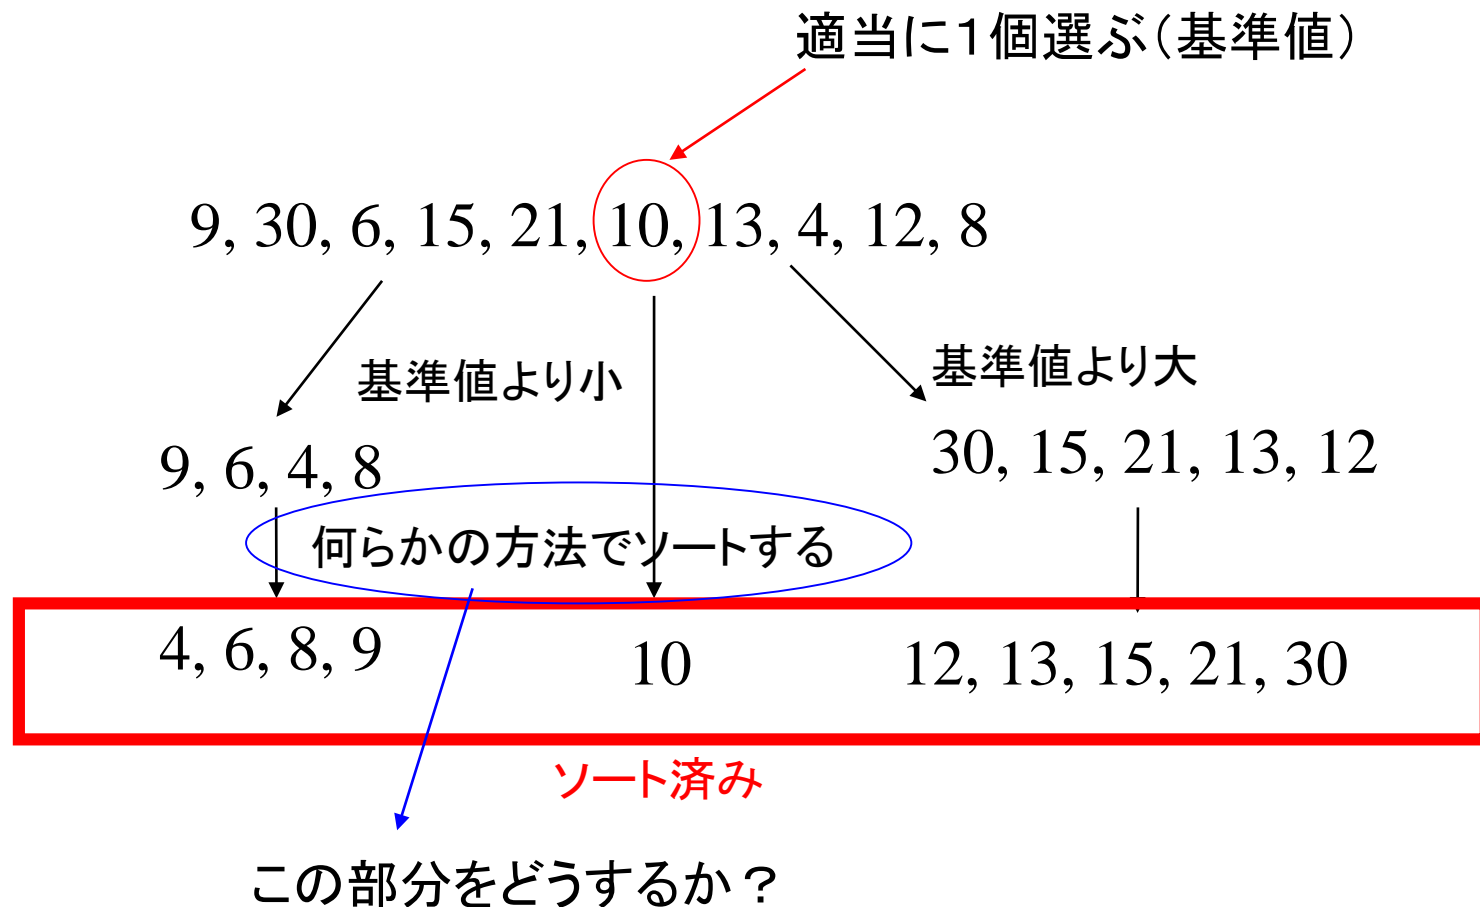 適当に１個選ぶ（基準値）
9, 30, 6, 15, 21, 10, 13, 4, 12, 8
基準値より小
基準値より大
9, 6, 4, 8
30, 15, 21, 13, 12
何らかの方法でソートする
4, 6, 8, 9
10
12, 13, 15, 21, 30
ソート済み
この部分をどうするか？